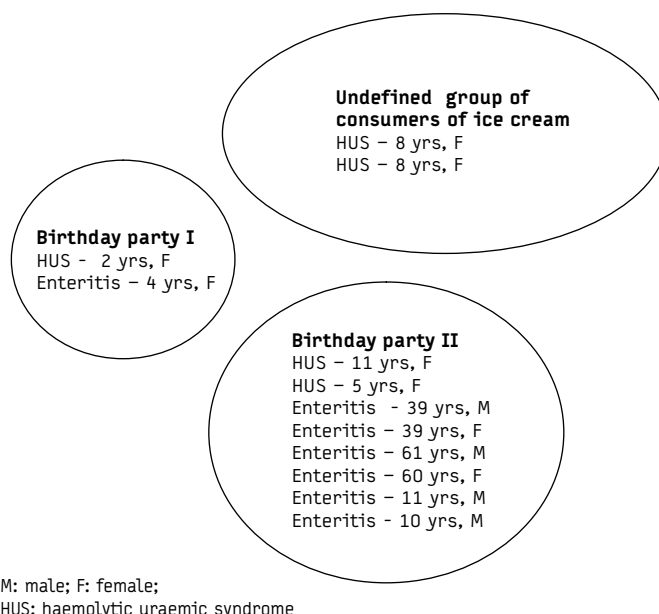 Undefined group of
consumers of ice cream
HUS – 8 yrs, F
HUS – 8 yrs, F
Birthday party I
HUS - 2 yrs, F
Enteritis – 4 yrs, F
Birthday party II
HUS – 11 yrs, F
HUS – 5 yrs, F
Enteritis - 39 yrs, M
Enteritis – 39 yrs, F
Enteritis – 61 yrs, M
Enteritis – 60 yrs, F
Enteritis – 11 yrs, M
Enteritis - 10 yrs, M
M: male; F: female;
HUS: haemolytic uraemic syndrome